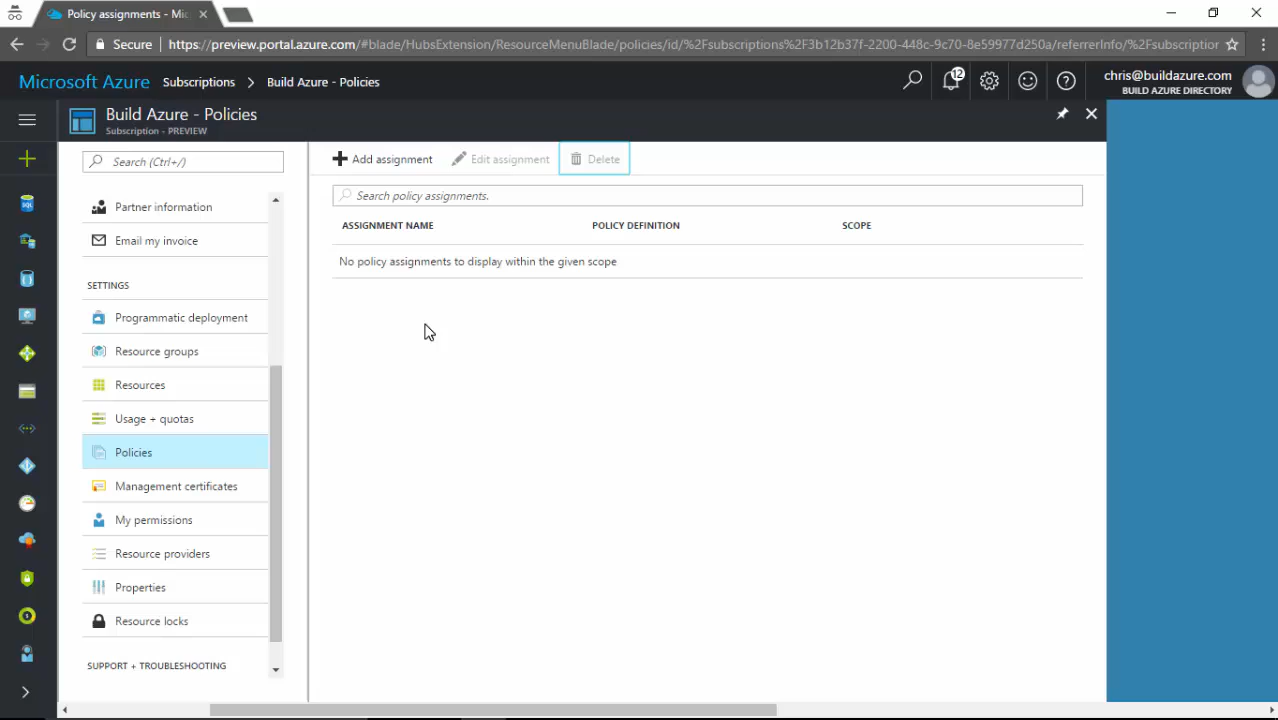 Policy assignments - Mic
Secure
https://preview.portal.azure.com/#blade/HubsExtension/ResourceMenuBlade/policies/id/%2Fsubscriptions%2F3b12b37f-2200-448c-9c70-8e59977d250a/referrerInfo/%2Fsubscription
Microsoft Azure
Subscriptions > Build Azure - Policies
12
chris@buildazure.com
BUILD AZURE DIRECTORY
Build Azure - Policies
Subscription - PREVIEW
Search (Ctrl+/)
Partner information
Email my invoice
SETTINGS
Programmatic deployment
Resource groups
Resources
Usage + quotas
Policies
Management certificates
My permissions
Resource providers
Properties
Resource locks
SUPPORT + TROUBLESHOOTING
Add assignment
Edit assignment
Delete
Search policy assignments.
ASSIGNMENT NAME
POLICY DEFINITION
SCOPE
No policy assignments to display within the given scope
SQL